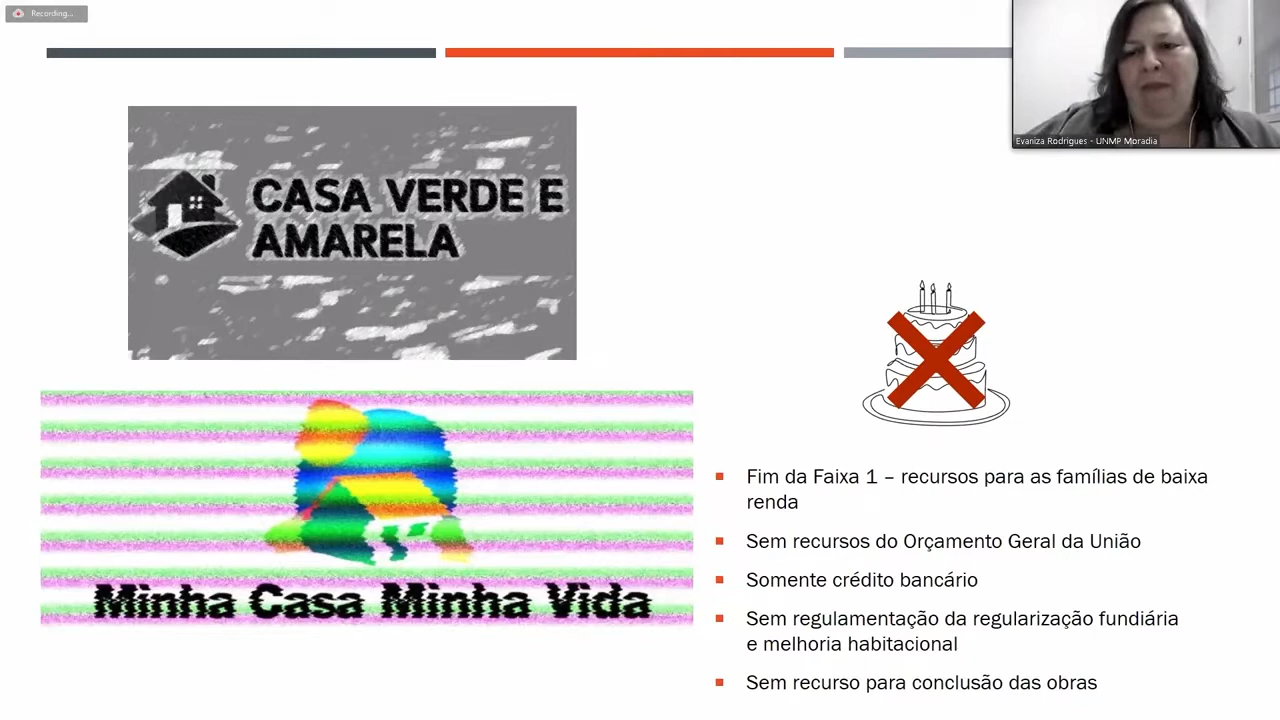 Recording...
Evaniza Rodrigues - UNMP Moradia
CASA VERDE E
AMARELA
Minha Casa Minha Vida
Fim da Faixa 1 – recursos para as famílias de baixa
renda
Sem recursos do Orçamento Geral da União
Somente crédito bancário
Sem regulamentação da regularização fundiária
e melhoria habitacional
Sem recurso para conclusão das obras